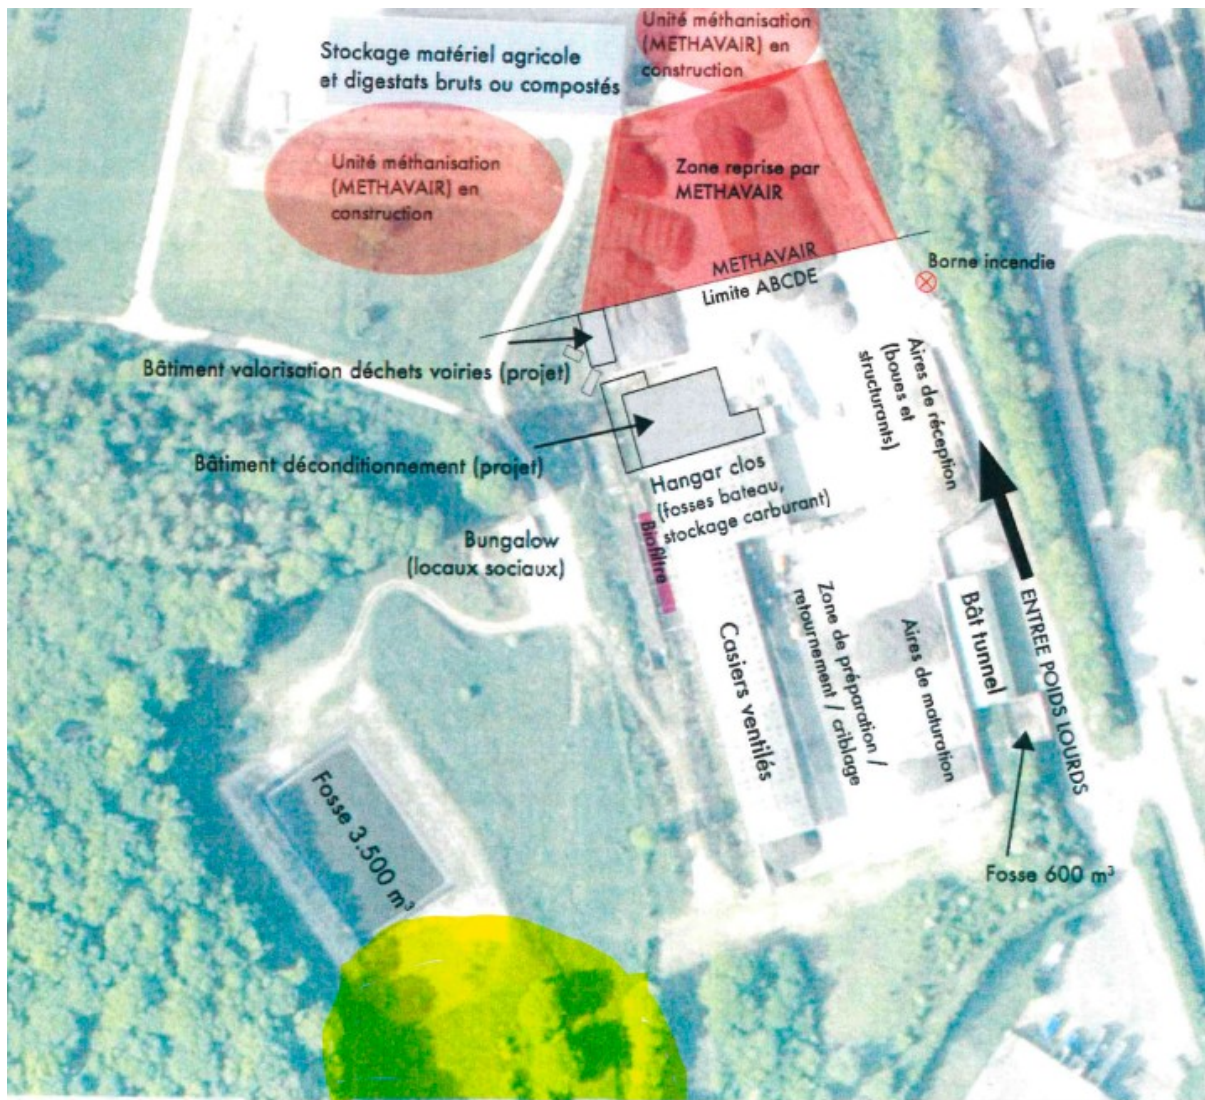 Unité méthanisation
(METHAVAIR) en
construction
Stockage matériel agricole
et digestats bruts ou compostés
Unité méthanisation
(METHAVAIR) en
construction
Zone reprise par
METHAVAIR
METHAVAIR
Limite ABCDE
Borne incendie
Bâtiment valorisation déchets voiries (projet)
Aires de réception
(boues et
structurants)
Bâtiment déconditionnement (projet)
Hangar clos
(fosses bateau,
stockage carburant)
Biofiltre
Bungalow
(locaux sociaux)
Casiers ventilés
Zone de préparation /
retournement / criblage
Aires de maturation
Bât tunnel
ENTREE POIDS LOURDS
Fosse 3.500 m³
Fosse 600 m³